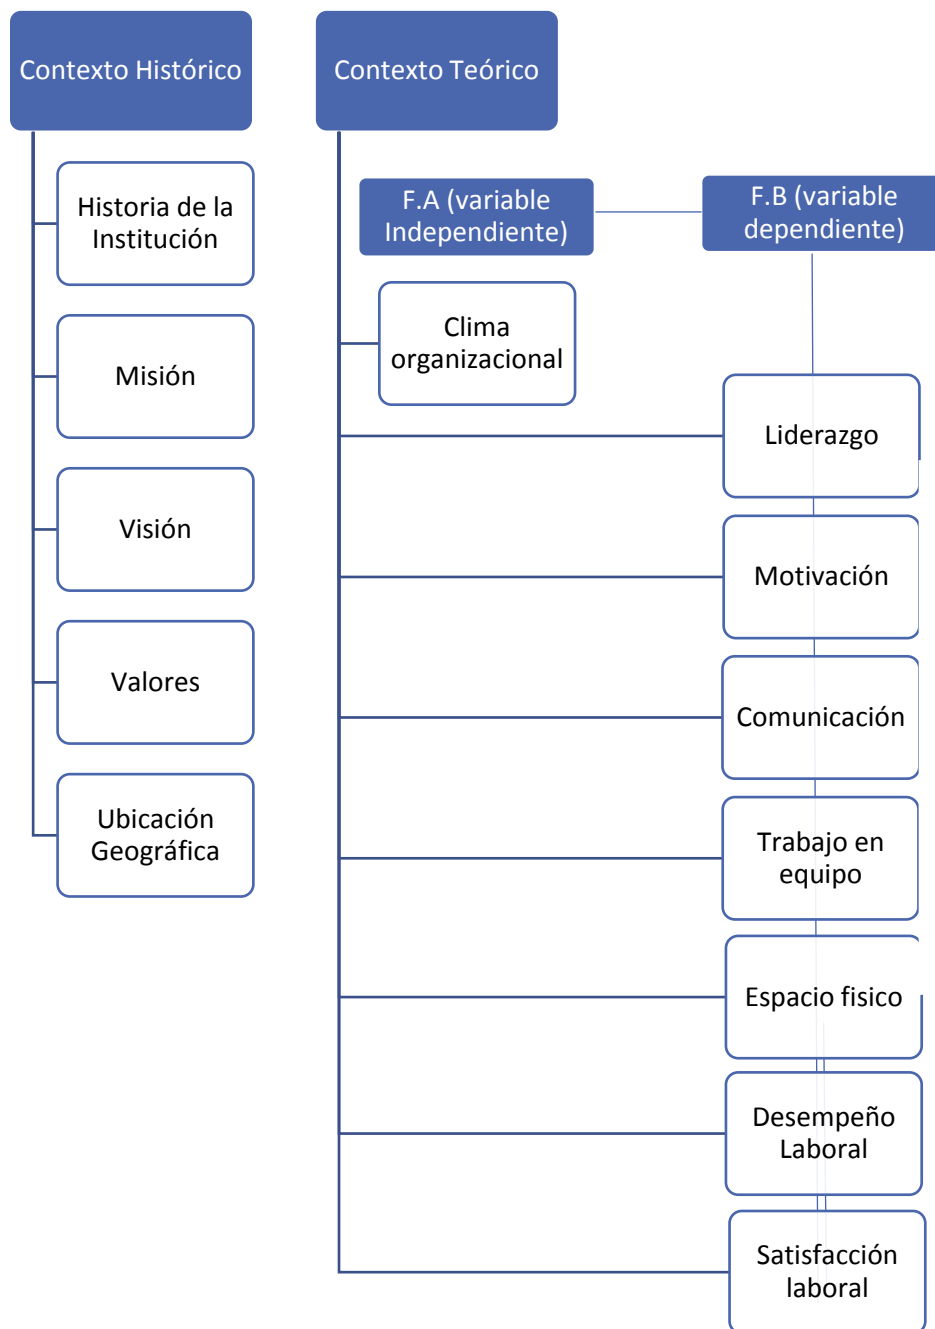 Contexto Histórico
Historia de la
Institución
Misión
Visión
Valores
Ubicación
Geográfica
Contexto Teórico
F.A (variable
Independiente)
F.B (variable
dependiente)
Clima
organizacional
Liderazgo
Motivación
Comunicación
Trabajo en
equipo
Espacio fisico
Desempeño
Laboral
Satisfacción
laboral